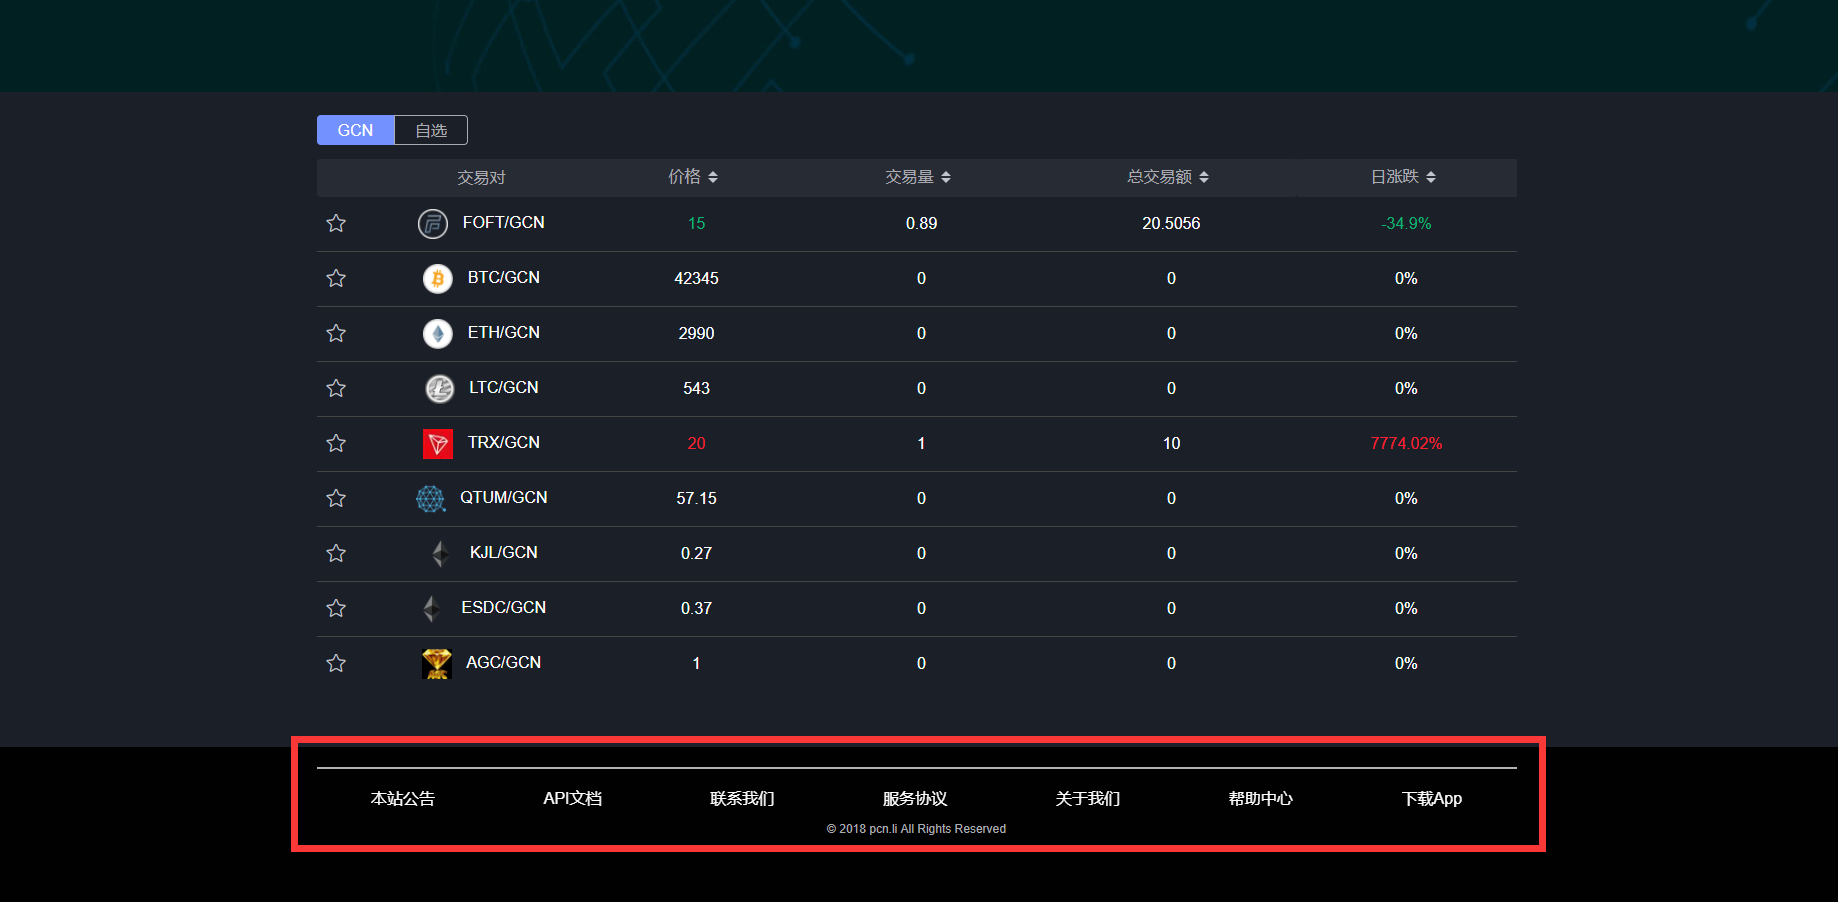 GCN 自选
交易对 价格 交易量 总交易额 日涨跌
FOFT/GCN 15 0.89 20.5056 -34.9%
BTC/GCN 42345 0 0 0%
ETH/GCN 2990 0 0 0%
LTC/GCN 543 0 0 0%
TRX/GCN 20 1 10 7774.02%
QTUM/GCN 57.15 0 0 0%
KJL/GCN 0.27 0 0 0%
ESDC/GCN 0.37 0 0 0%
AGC/GCN 1 0 0 0%
本站公告 API文档 联系我们 服务协议 关于我们 帮助中心 下载App
© 2018 pcn.li All Rights Reserved